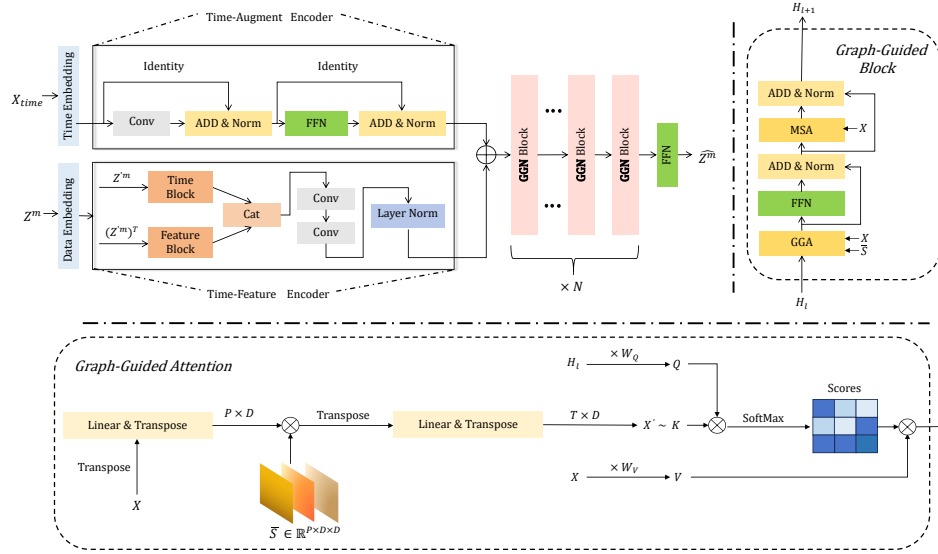 Time-Augment Encoder
X_time
Time Embedding
Identity
Identity
Conv
ADD & Norm
FFN
ADD & Norm
Z^m
Data Embedding
Z'^m
Time
Block
(Z'^m)^T
Feature
Block
Cat
Conv
Conv
Layer Norm
Time-Feature Encoder
GGN Block
•••
•••
GGN Block
GGN Block
× N
FFN
\widehat{Z^m}
H_{l+1}
Graph-Guided
Block
ADD & Norm
MSA
X
ADD & Norm
FFN
GGA
X
\overline{S}
H_l
Graph-Guided Attention
Linear & Transpose
P × D
Transpose
X
Transpose
\overline{S} ∈ ℝ^{P×D×D}
Linear & Transpose
T × D
H_l
× W_Q
Q
X' ~ K
SoftMax
Scores
X
× W_V
V